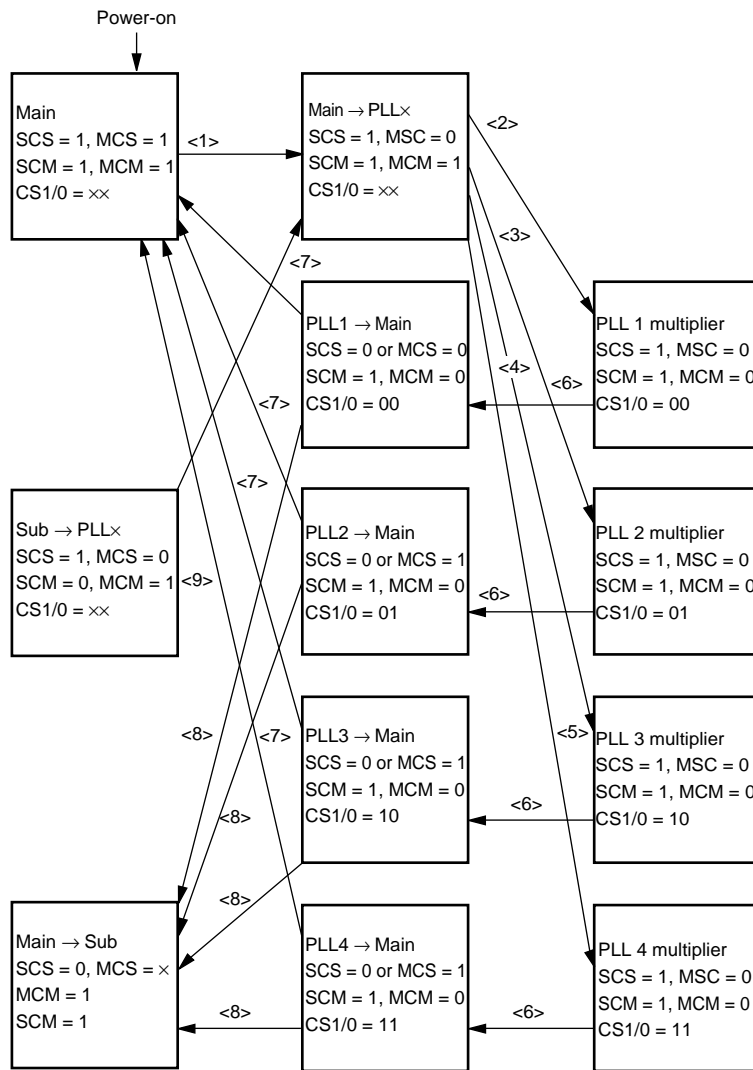 Power-on
Main
SCS = 1, MCS = 1
SCM = 1, MCM = 1
CS1/0 = ××
<1>
Main → PLL×
SCS = 1, MSC = 0
SCM = 1, MCM = 1
CS1/0 = ××
<2>
<3>
<4>
<5>
<7>
PLL1 → Main
SCS = 0 or MCS = 0
SCM = 1, MCM = 0
CS1/0 = 00
<6>
PLL 1 multiplier
SCS = 1, MSC = 0
SCM = 1, MCM = 0
CS1/0 = 00
<7>
<7>
Sub → PLL×
SCS = 1, MCS = 0
SCM = 0, MCM = 1
CS1/0 = ××
<9>
PLL2 → Main
SCS = 0 or MCS = 1
SCM = 1, MCM = 0
CS1/0 = 01
<6>
PLL 2 multiplier
SCS = 1, MSC = 0
SCM = 1, MCM = 0
CS1/0 = 01
<8>
<7>
PLL3 → Main
SCS = 0 or MCS = 1
SCM = 1, MCM = 0
CS1/0 = 10
<6>
PLL 3 multiplier
SCS = 1, MSC = 0
SCM = 1, MCM = 0
CS1/0 = 10
<8>
<8>
Main → Sub
SCS = 0, MCS = ×
MCM = 1
SCM = 1
<8>
PLL4 → Main
SCS = 0 or MCS = 1
SCM = 1, MCM = 0
CS1/0 = 11
<6>
PLL 4 multiplier
SCS = 1, MSC = 0
SCM = 1, MCM = 0
CS1/0 = 11